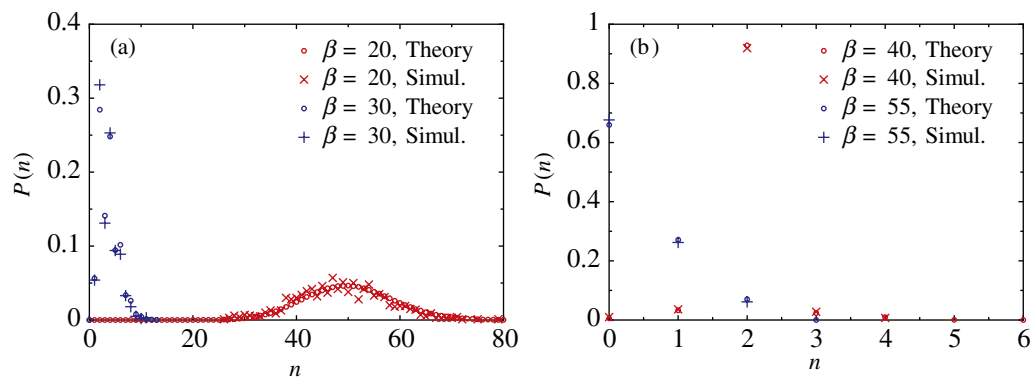 (a)
β = 20, Theory
β = 20, Simul.
β = 30, Theory
β = 30, Simul.
0.4
0.3
0.2
0.1
0
P(n)
0 20 40 60 80
n
(b)
β = 40, Theory
β = 40, Simul.
β = 55, Theory
β = 55, Simul.
1
0.8
0.6
0.4
0.2
0
P(n)
0 1 2 3 4 5 6
n